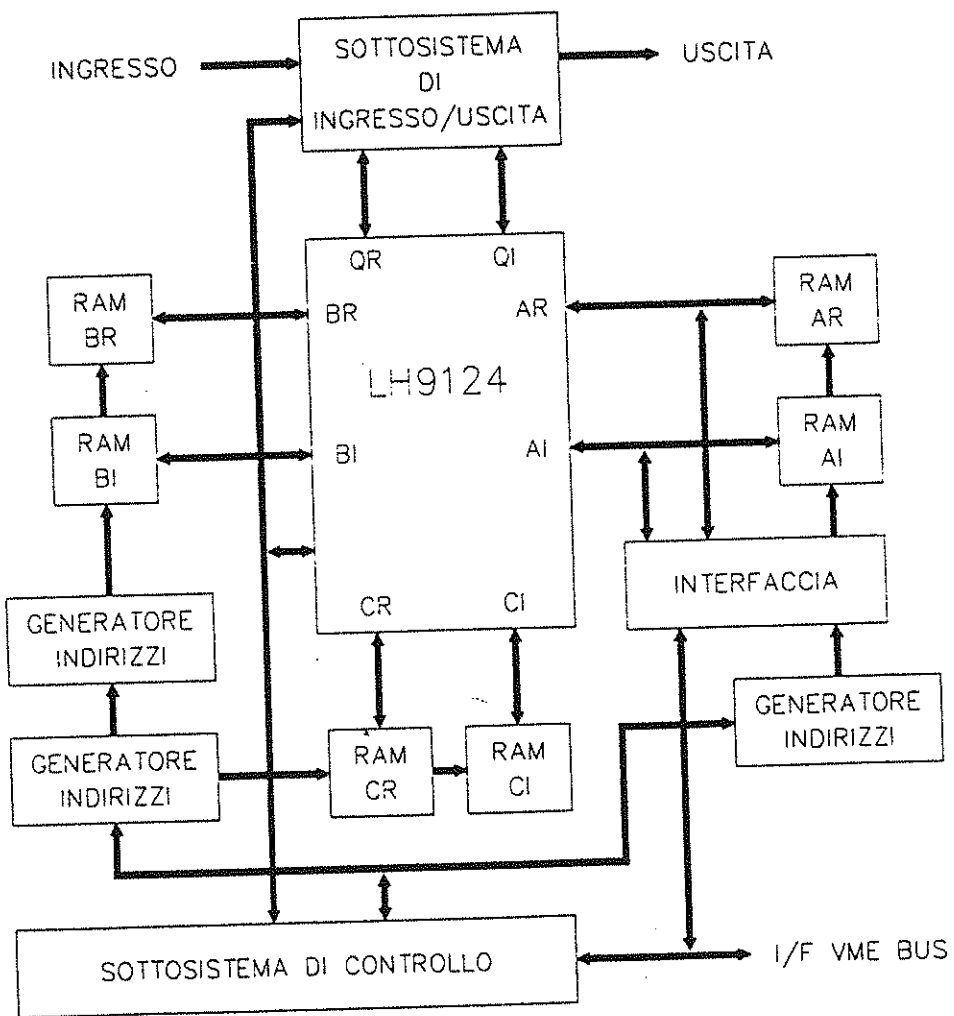 SOTTOSISTEMA
DI
INGRESSO/USCITA
INGRESSO
USCITA
QR
QI
RAM
BR
BR
AR
RAM
AR
LH9124
RAM
BI
BI
AI
RAM
AI
INTERFACCIA
CR
CI
GENERATORE
INDIRIZZI
GENERATORE
INDIRIZZI
GENERATORE
INDIRIZZI
RAM
CR
RAM
CI
SOTTOSISTEMA DI CONTROLLO
I/F VME BUS